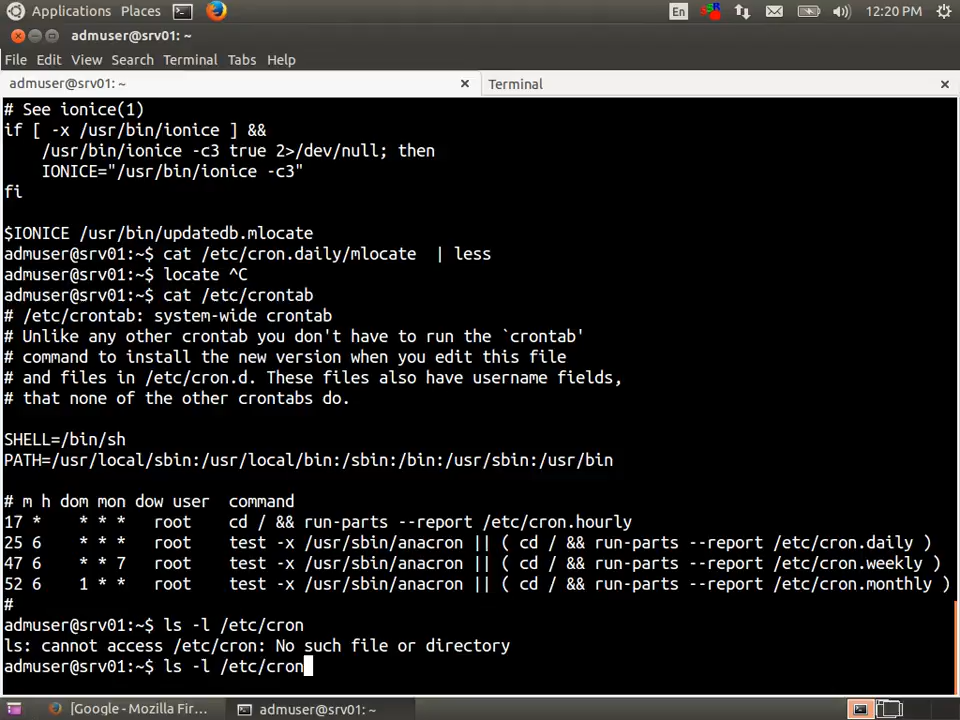 Applications Places En SSR 12:20 PM
admuser@srv01: ~
File Edit View Search Terminal Tabs Help
admuser@srv01: ~ × Terminal ×
# See ionice(1)
if [ -x /usr/bin/ionice ] &&
    /usr/bin/ionice -c3 true 2>/dev/null; then
    IONICE="/usr/bin/ionice -c3"
fi

$IONICE /usr/bin/updatedb.mlocate
admuser@srv01:~$ cat /etc/cron.daily/mlocate  | less
admuser@srv01:~$ locate ^C
admuser@srv01:~$ cat /etc/crontab
# /etc/crontab: system-wide crontab
# Unlike any other crontab you don't have to run the `crontab'
# command to install the new version when you edit this file
# and files in /etc/cron.d. These files also have username fields,
# that none of the other crontabs do.

SHELL=/bin/sh
PATH=/usr/local/sbin:/usr/local/bin:/sbin:/bin:/usr/sbin:/usr/bin

# m h dom mon dow user  command
17 *    * * *   root    cd / && run-parts --report /etc/cron.hourly
25 6    * * *   root    test -x /usr/sbin/anacron || ( cd / && run-parts --report /etc/cron.daily )
47 6    * * 7   root    test -x /usr/sbin/anacron || ( cd / && run-parts --report /etc/cron.weekly )
52 6    1 * *   root    test -x /usr/sbin/anacron || ( cd / && run-parts --report /etc/cron.monthly )
#
admuser@srv01:~$ ls -l /etc/cron
ls: cannot access /etc/cron: No such file or directory
admuser@srv01:~$ ls -l /etc/cron
[Google - Mozilla Fir... admuser@srv01: ~